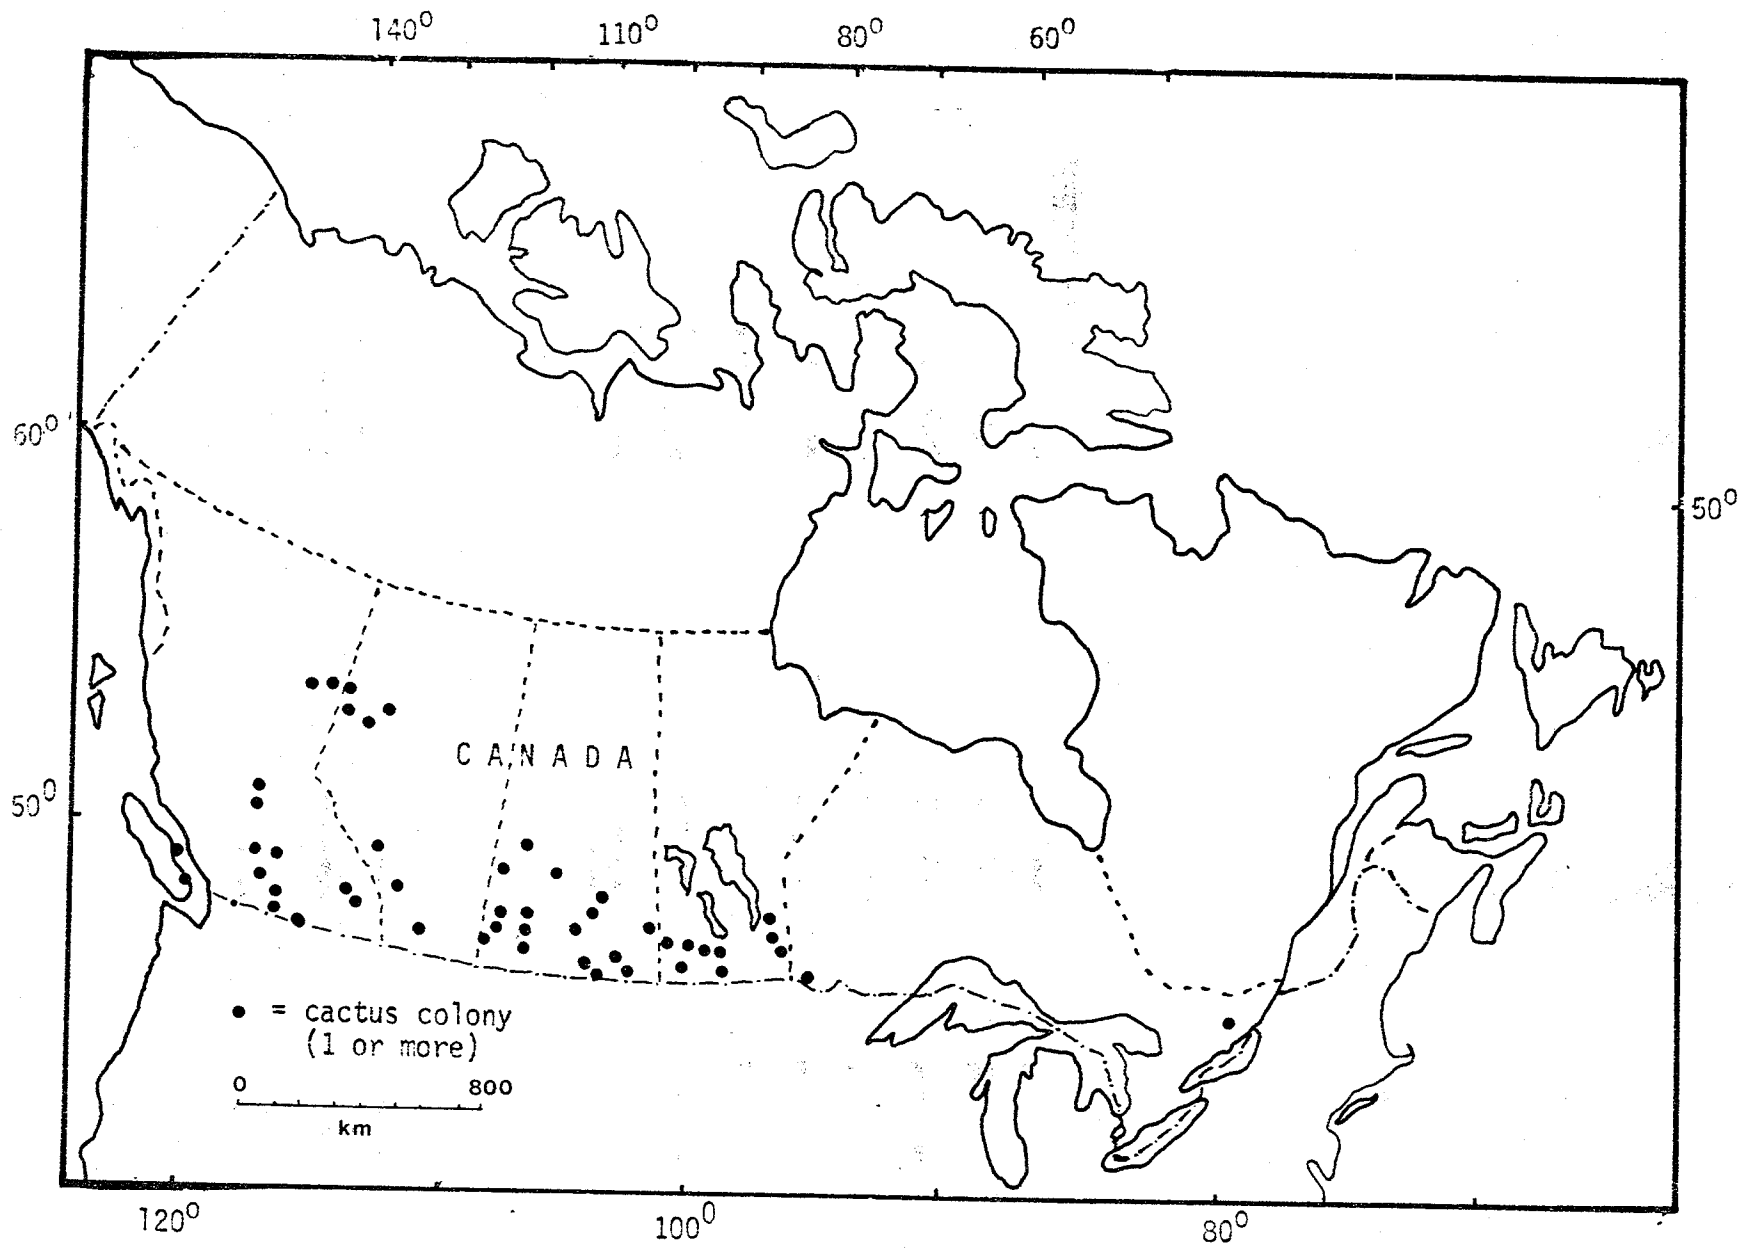 140⁰ 110⁰ 80⁰ 60⁰
60⁰
50⁰
CANADA
50⁰
● = cactus colony
(1 or more)
0 800
km
120⁰ 100⁰ 80⁰